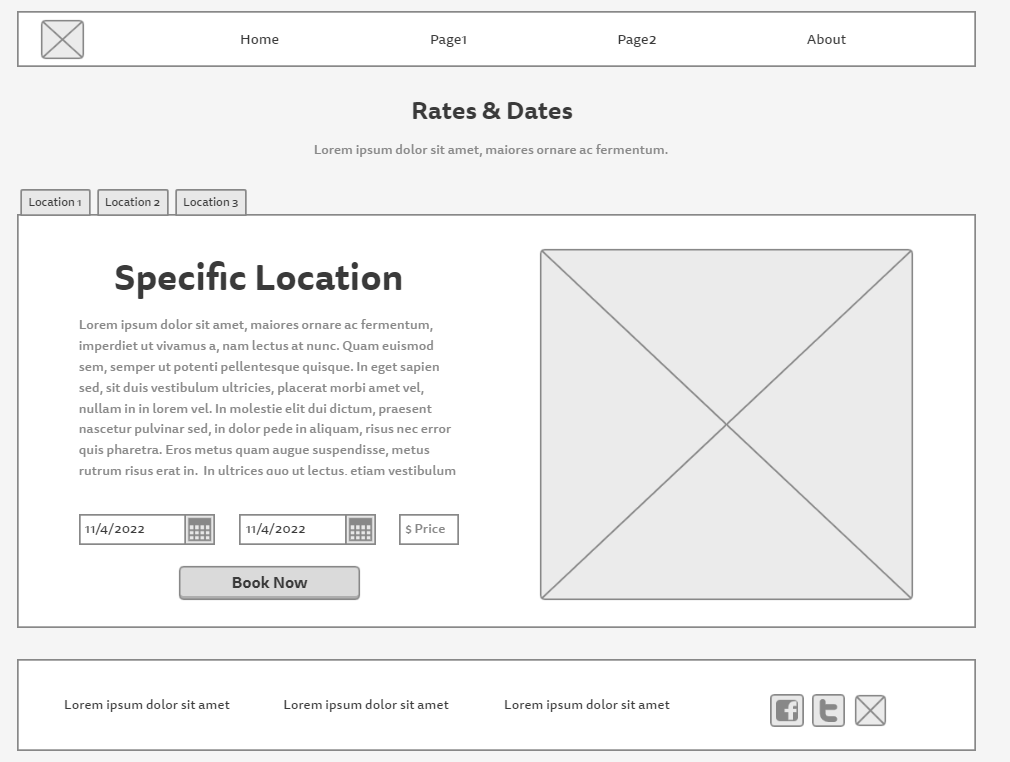 Home Page1 Page2 About
Rates & Dates
Lorem ipsum dolor sit amet, maiores ornare ac fermentum.
Location 1 Location 2 Location 3
Specific Location
Lorem ipsum dolor sit amet, maiores ornare ac fermentum,
imperdiet ut vivamus a, nam lectus at nunc. Quam euismod
sem, semper ut potenti pellentesque quisque. In eget sapien
sed, sit duis vestibulum ultricies, placerat morbi amet vel,
nullam in in lorem vel. In molestie elit dui dictum, praesent
nascetur pulvinar sed, in dolor pede in aliquam, risus nec error
quis pharetra. Eros metus quam augue suspendisse, metus
rutrum risus erat in.  In ultrices quo ut lectus, etiam vestibulum
11/4/2022 11/4/2022 $ Price
Book Now
Lorem ipsum dolor sit amet Lorem ipsum dolor sit amet Lorem ipsum dolor sit amet